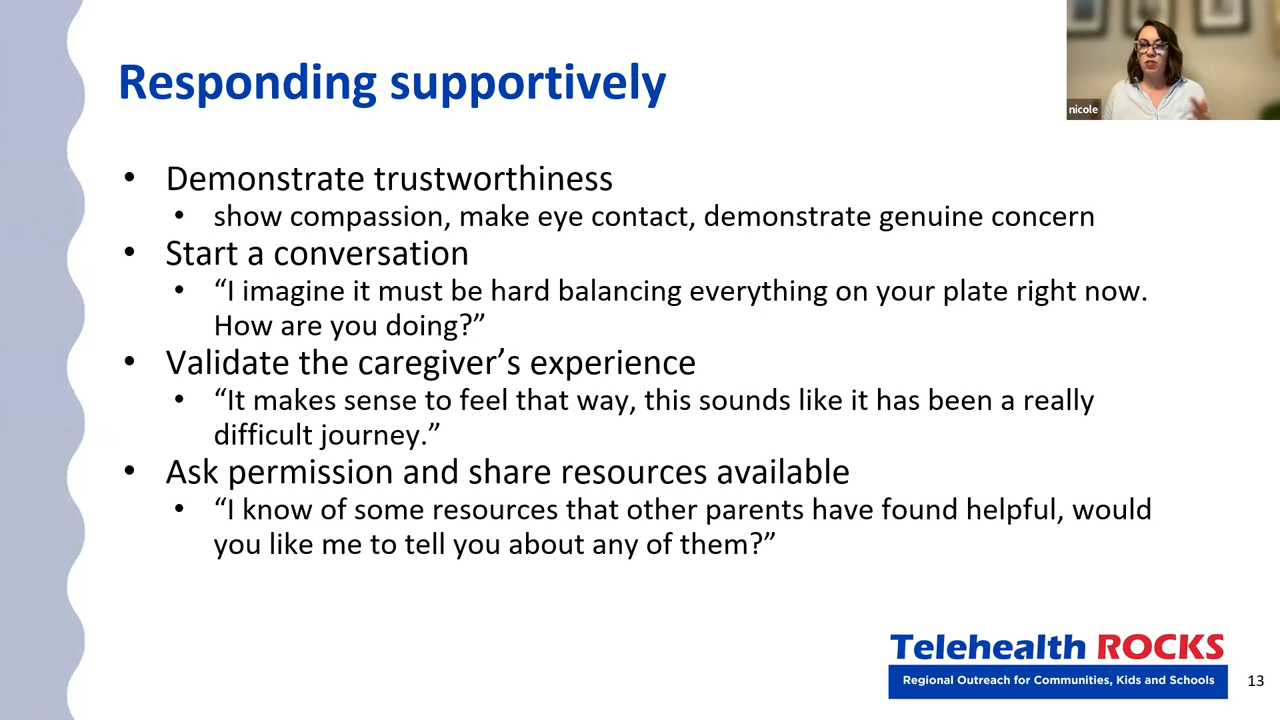 Responding supportively
nicole
• Demonstrate trustworthiness
• show compassion, make eye contact, demonstrate genuine concern
• Start a conversation
• “I imagine it must be hard balancing everything on your plate right now.
How are you doing?”
• Validate the caregiver’s experience
• “It makes sense to feel that way, this sounds like it has been a really
difficult journey.”
• Ask permission and share resources available
• “I know of some resources that other parents have found helpful, would
you like me to tell you about any of them?”
Telehealth ROCKS
Regional Outreach for Communities, Kids and Schools
13